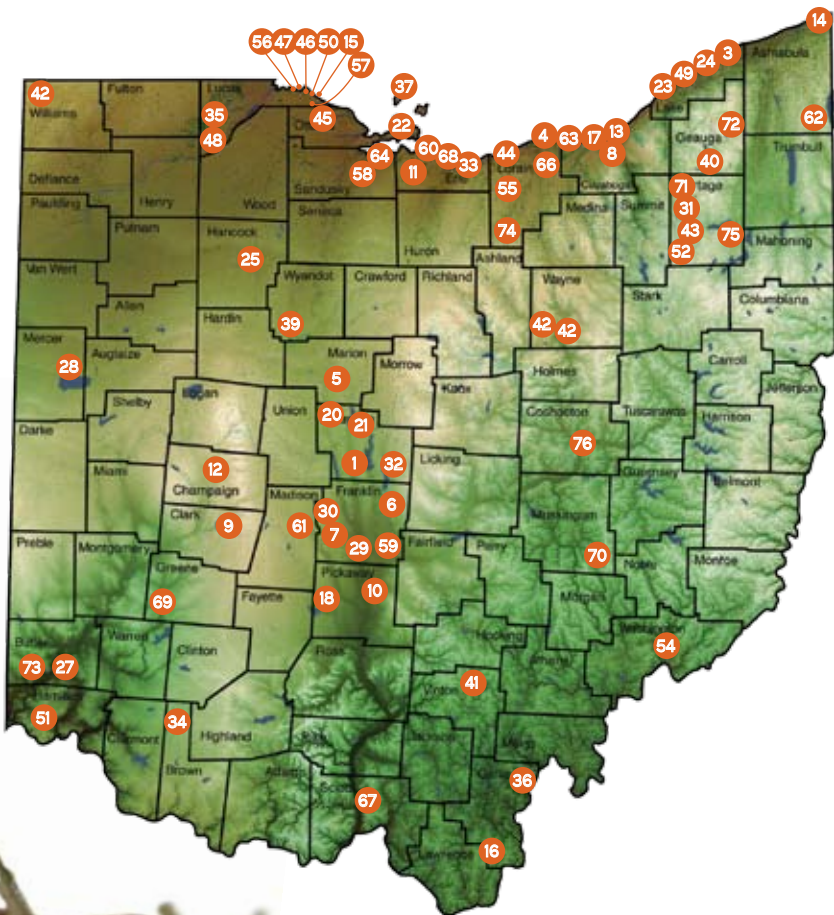 14
56 47 46 50 15
57
3
Ashtabula
24
49
37
23
42
Fulton
Lucas
Lake
Williams
35
45
22
72
62
48
4 63 17 13
Geauga
60
64
68
33
44
66
8
40
Trumbull
58
11
Erie
Lorain
Defiance
Henry
Wood
Sandusky
55
Cuyahoga
71
Paulding
Seneca
Medina
Summit
31
Putnam
Hancock
74
43
75
Huron
52
Mahoning
25
Ashland
Van Wert
Wyandot
Crawford
Richland
Wayne
Stark
Columbiana
Allen
Hardin
39
42 42
Mercer
Auglaize
Marion
Morrow
Carroll
28
5
Holmes
Logan
Knox
Jefferson
Shelby
Union
20
21
Coshocton
Tuscarawas
Harrison
Darke
76
12
1
32
Licking
Miami
Champaign
Madison
Franklin
Guernsey
Belmont
Clark
9
61
30
6
Muskingum
7
29
59
Fairfield
Perry
70
Noble
Monroe
Preble
Montgomery
Greene
Pickaway
69
Fayette
18
10
Morgan
Butler
Warren
Clinton
Ross
Hocking
Washington
54
73 27
Athens
Hamilton
Vinton
41
51
34
Clermont
Highland
Pike
Jackson
Meigs
Brown
Adams
Scioto
36
67
Lawrence
16